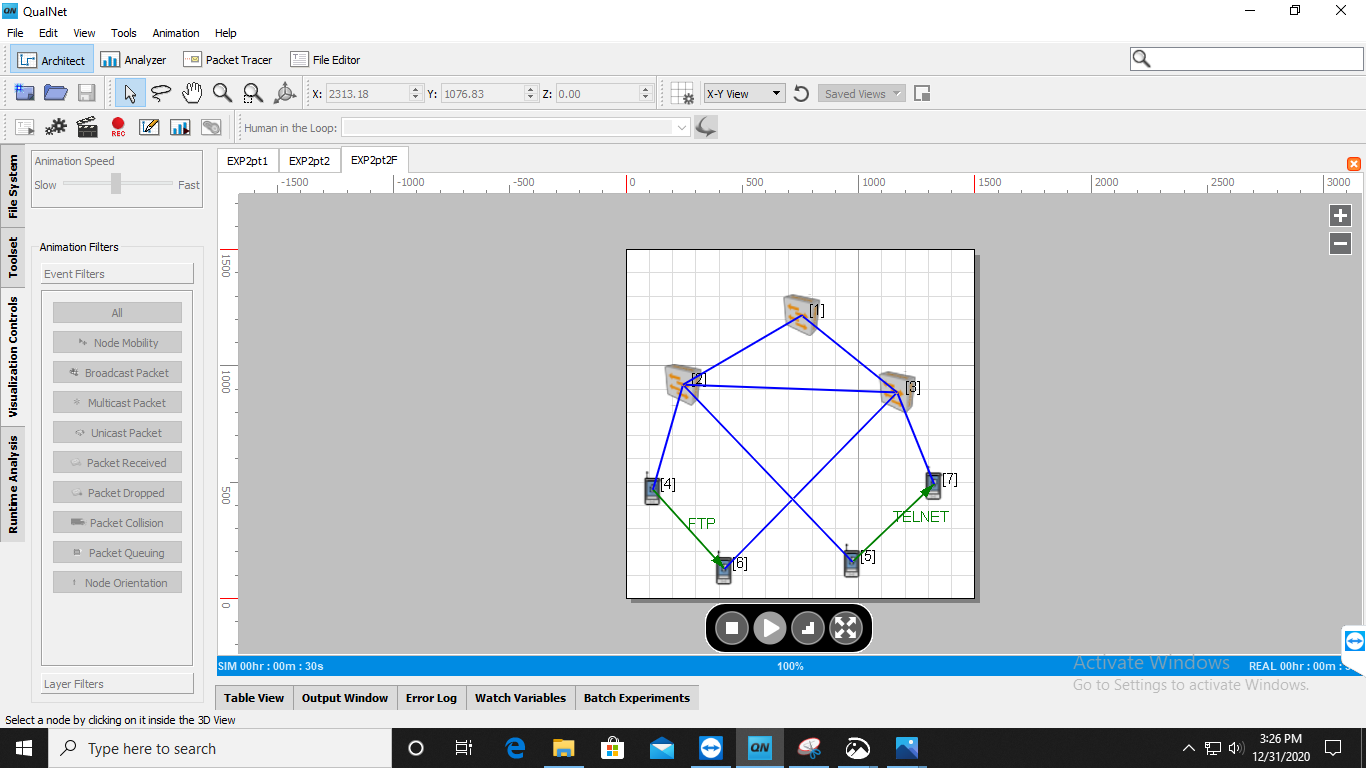 QN QualNet
File Edit View Tools Animation Help
Architect Analyzer Packet Tracer File Editor
X: 2313.18 Y: 1076.83 Z: 0.00 X-Y View Saved Views
REC Human in the Loop:
File System
Toolset
Visualization Controls
Runtime Analysis
Animation Speed
Slow Fast
Animation Filters
Event Filters
All
Node Mobility
Broadcast Packet
Multicast Packet
Unicast Packet
Packet Received
Packet Dropped
Packet Collision
Packet Queuing
Node Orientation
Layer Filters
EXP2pt1 EXP2pt2 EXP2pt2F
-1500 -1000 -500 0 500 1000 1500 2000 2500 3000
1500
1000
500
0
[1]
[2] [3]
[4] [7]
FTP TELNET
[6] [5]
SIM 00hr : 00m : 30s 100% REAL 00hr : 00m :
Activate Windows
Go to Settings to activate Windows.
Table View Output Window Error Log Watch Variables Batch Experiments
Select a node by clicking on it inside the 3D View
Type here to search
QN
3:26 PM
12/31/2020